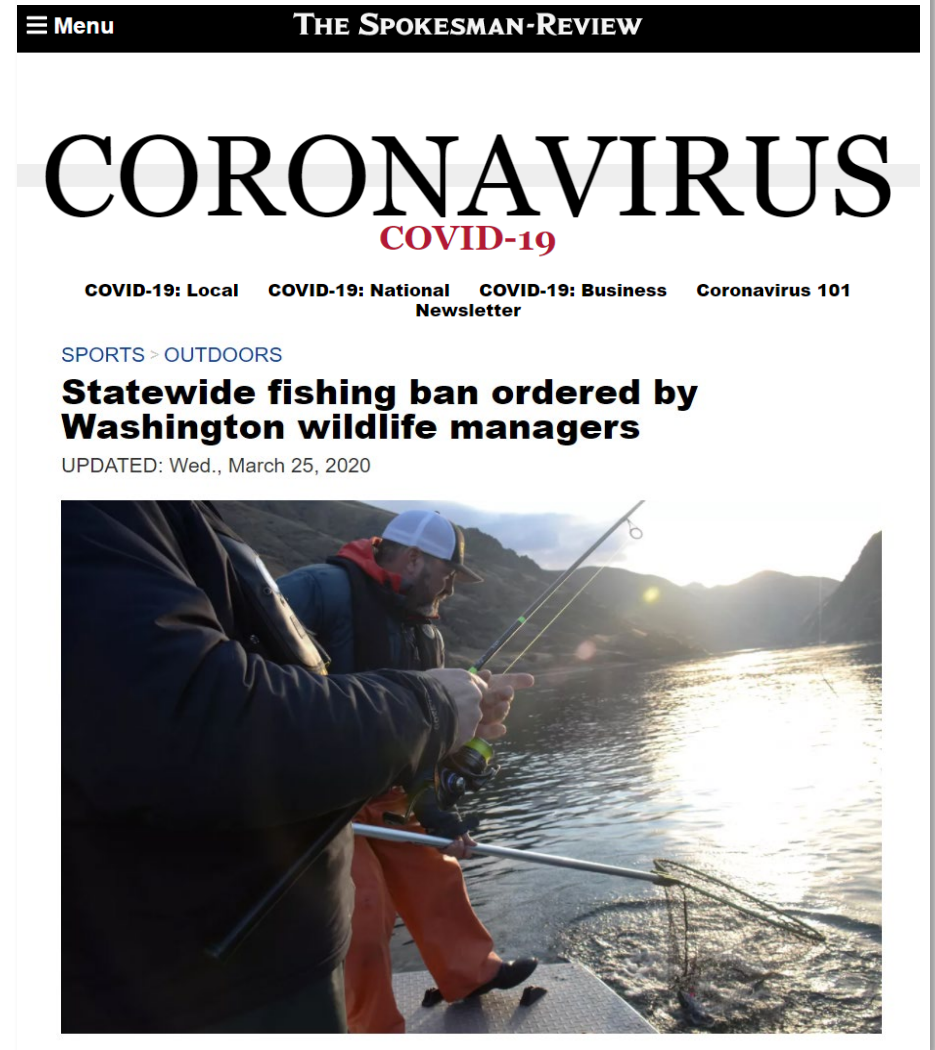 Menu
THE SPOKESMAN-REVIEW
CORONAVIRUS
COVID-19
COVID-19: Local COVID-19: National COVID-19: Business Coronavirus 101
Newsletter
SPORTS > OUTDOORS
Statewide fishing ban ordered by
Washington wildlife managers
UPDATED: Wed., March 25, 2020